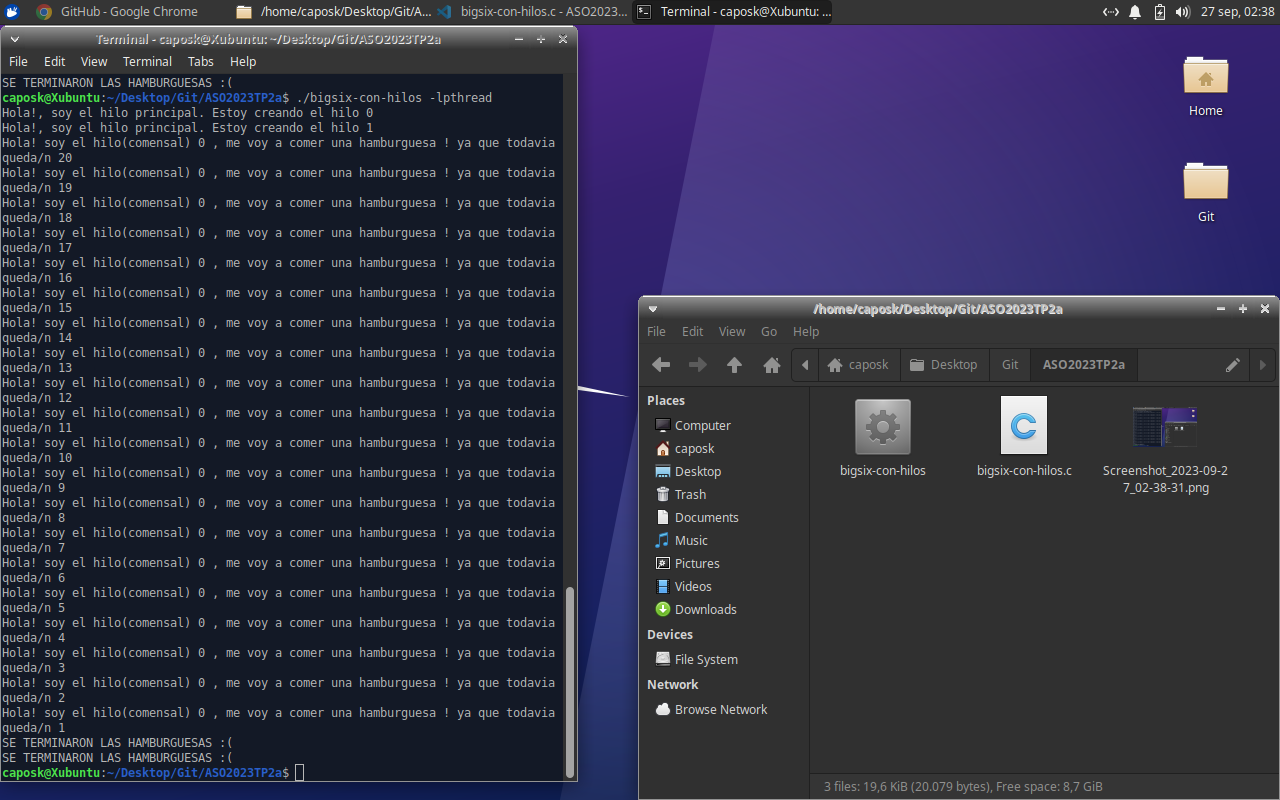 GitHub - Google Chrome
/home/caposk/Desktop/Git/A...
bigsix-con-hilos.c - ASO2023...
Terminal - caposk@Xubuntu: ...
27 sep, 02:38
Terminal - caposk@Xubuntu: ~/Desktop/Git/ASO2023TP2a
File Edit View Terminal Tabs Help
SE TERMINARON LAS HAMBURGUESAS :(
caposk@Xubuntu:~/Desktop/Git/ASO2023TP2a$ ./bigsix-con-hilos -lpthread
Hola!, soy el hilo principal. Estoy creando el hilo 0
Hola!, soy el hilo principal. Estoy creando el hilo 1
Hola! soy el hilo(comensal) 0 , me voy a comer una hamburguesa ! ya que todavia
queda/n 20
Hola! soy el hilo(comensal) 0 , me voy a comer una hamburguesa ! ya que todavia
queda/n 19
Hola! soy el hilo(comensal) 0 , me voy a comer una hamburguesa ! ya que todavia
queda/n 18
Hola! soy el hilo(comensal) 0 , me voy a comer una hamburguesa ! ya que todavia
queda/n 17
Hola! soy el hilo(comensal) 0 , me voy a comer una hamburguesa ! ya que todavia
queda/n 16
Hola! soy el hilo(comensal) 0 , me voy a comer una hamburguesa ! ya que todavia
queda/n 15
Hola! soy el hilo(comensal) 0 , me voy a comer una hamburguesa ! ya que todavia
queda/n 14
Hola! soy el hilo(comensal) 0 , me voy a comer una hamburguesa ! ya que todavia
queda/n 13
Hola! soy el hilo(comensal) 0 , me voy a comer una hamburguesa ! ya que todavia
queda/n 12
Hola! soy el hilo(comensal) 0 , me voy a comer una hamburguesa ! ya que todavia
queda/n 11
Hola! soy el hilo(comensal) 0 , me voy a comer una hamburguesa ! ya que todavia
queda/n 10
Hola! soy el hilo(comensal) 0 , me voy a comer una hamburguesa ! ya que todavia
queda/n 9
Hola! soy el hilo(comensal) 0 , me voy a comer una hamburguesa ! ya que todavia
queda/n 8
Hola! soy el hilo(comensal) 0 , me voy a comer una hamburguesa ! ya que todavia
queda/n 7
Hola! soy el hilo(comensal) 0 , me voy a comer una hamburguesa ! ya que todavia
queda/n 6
Hola! soy el hilo(comensal) 0 , me voy a comer una hamburguesa ! ya que todavia
queda/n 5
Hola! soy el hilo(comensal) 0 , me voy a comer una hamburguesa ! ya que todavia
queda/n 4
Hola! soy el hilo(comensal) 0 , me voy a comer una hamburguesa ! ya que todavia
queda/n 3
Hola! soy el hilo(comensal) 0 , me voy a comer una hamburguesa ! ya que todavia
queda/n 2
Hola! soy el hilo(comensal) 0 , me voy a comer una hamburguesa ! ya que todavia
queda/n 1
SE TERMINARON LAS HAMBURGUESAS :(
SE TERMINARON LAS HAMBURGUESAS :(
caposk@Xubuntu:~/Desktop/Git/ASO2023TP2a$
Home
Git
/home/caposk/Desktop/Git/ASO2023TP2a
File Edit View Go Help
caposk Desktop Git ASO2023TP2a
Places
Computer
caposk
Desktop
Trash
Documents
Music
Pictures
Videos
Downloads
Devices
File System
Network
Browse Network
bigsix-con-hilos
bigsix-con-hilos.c
Screenshot_2023-09-2
7_02-38-31.png
3 files: 19,6 KiB (20.079 bytes), Free space: 8,7 GiB